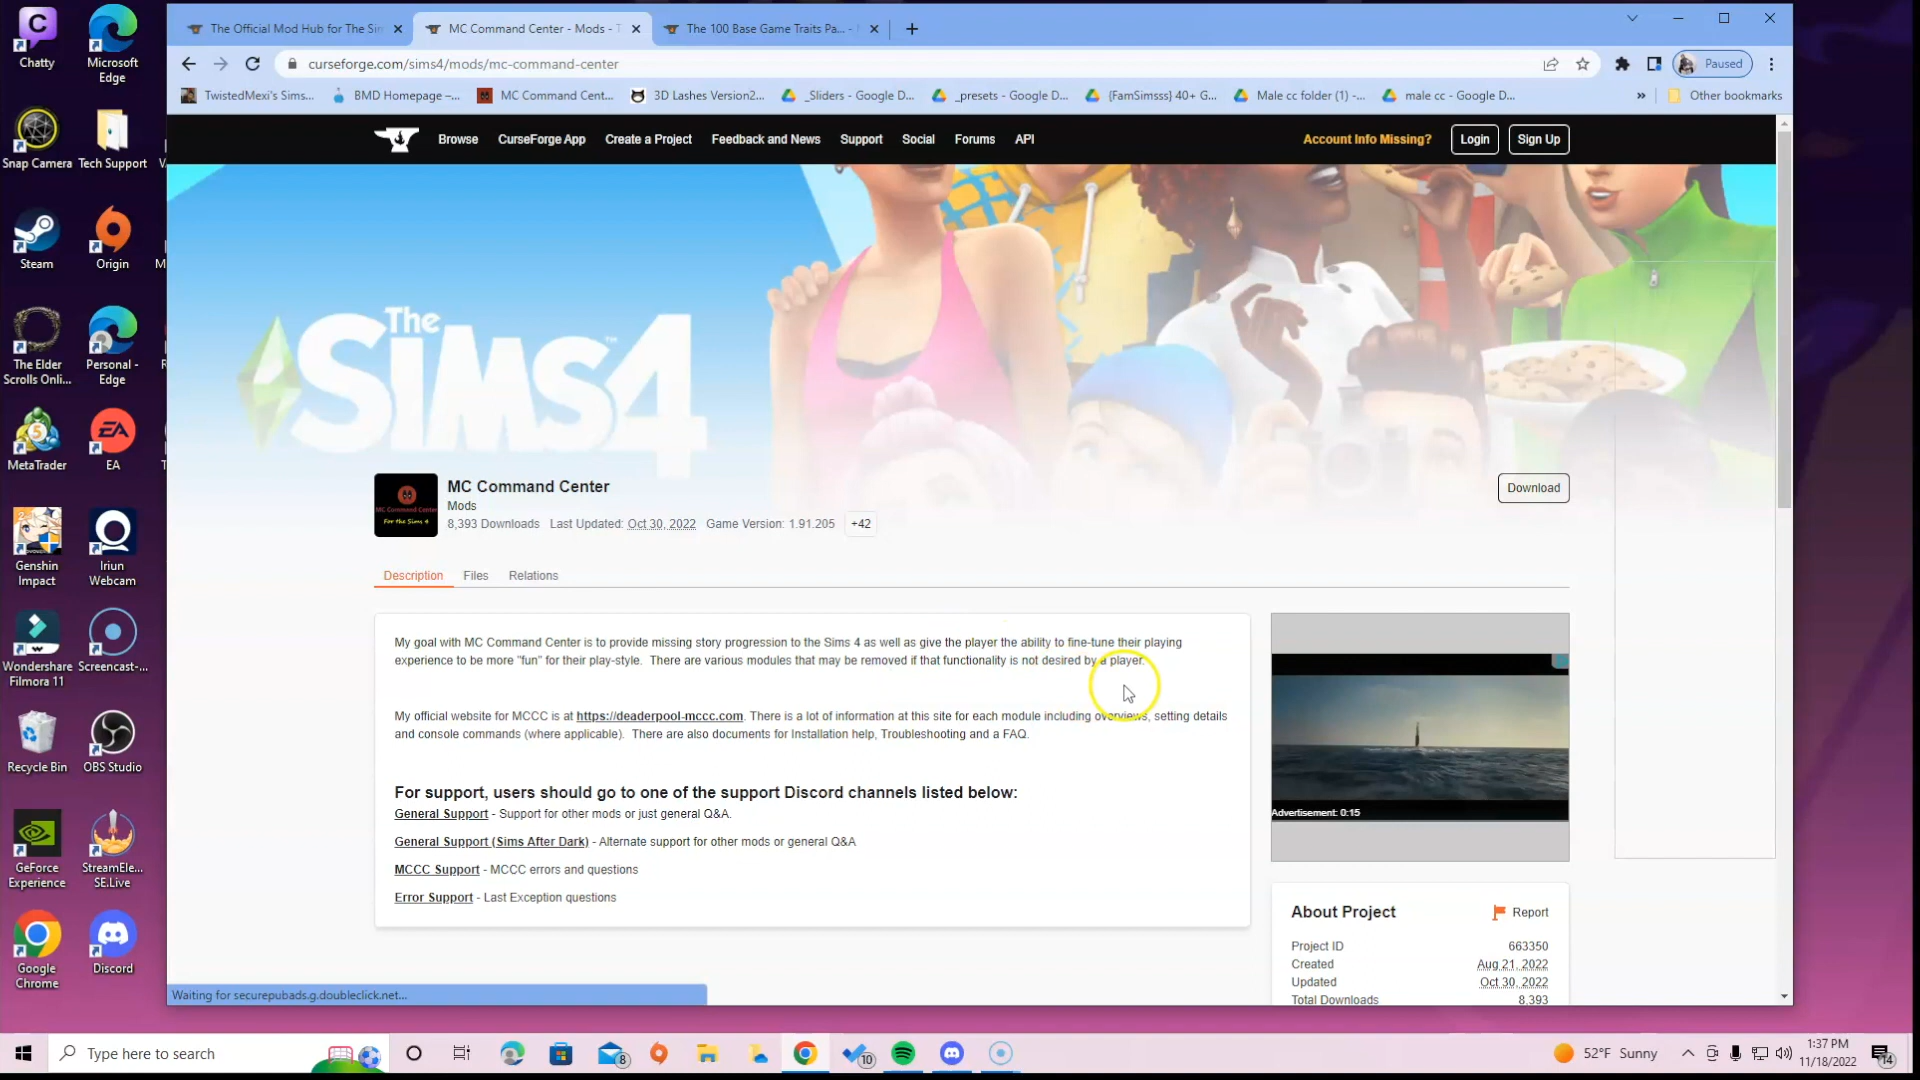 The Official Mod Hub for The Sim
MC Command Center - Mods - T
The 100 Base Game Traits Pa... -
curseforge.com/sims4/mods/mc-command-center
Paused
TwistedMexi's Sims...
BMD Homepage –...
MC Command Cent...
3D Lashes Version2...
_Sliders - Google D...
_presets - Google D...
{FamSimsss} 40+ G...
Male cc folder (1) -...
male cc - Google D...
»
Other bookmarks
Browse
CurseForge App
Create a Project
Feedback and News
Support
Social
Forums
API
Account Info Missing?
Login
Sign Up
The
SiMS4
MC Command Center
For the Sims 4
MC Command Center
Mods
8,393 Downloads Last Updated: Oct 30, 2022 Game Version: 1.91.205 +42
Download
Description
Files
Relations
My goal with MC Command Center is to provide missing story progression to the Sims 4 as well as give the player the ability to fine-tune their playing
experience to be more "fun" for their play-style. There are various modules that may be removed if that functionality is not desired by a player.
My official website for MCCC is at https://deaderpool-mccc.com. There is a lot of information at this site for each module including overviews, setting details
and console commands (where applicable). There are also documents for Installation help, Troubleshooting and a FAQ.
For support, users should go to one of the support Discord channels listed below:
General Support - Support for other mods or just general Q&A.
General Support (Sims After Dark) - Alternate support for other mods or general Q&A
MCCC Support - MCCC errors and questions
Error Support - Last Exception questions
Advertisement: 0:15
About Project
Report
Project ID 663350
Created Aug 21, 2022
Updated Oct 30, 2022
Total Downloads 8,393
Waiting for securepubads.g.doubleclick.net...
Chatty
Microsoft
Edge
Snap Camera
Tech Support
Steam
Origin
The Elder
Scrolls Onli...
Personal -
Edge
MetaTrader
EA
EA
Genshin
Impact
Iriun
Webcam
Wondershare
Filmora 11
Screencast-...
Recycle Bin
OBS Studio
GeForce
Experience
StreamEle...
SE.Live
Google
Chrome
Discord
Type here to search
8
10
52°F Sunny
1:37 PM
11/18/2022
14